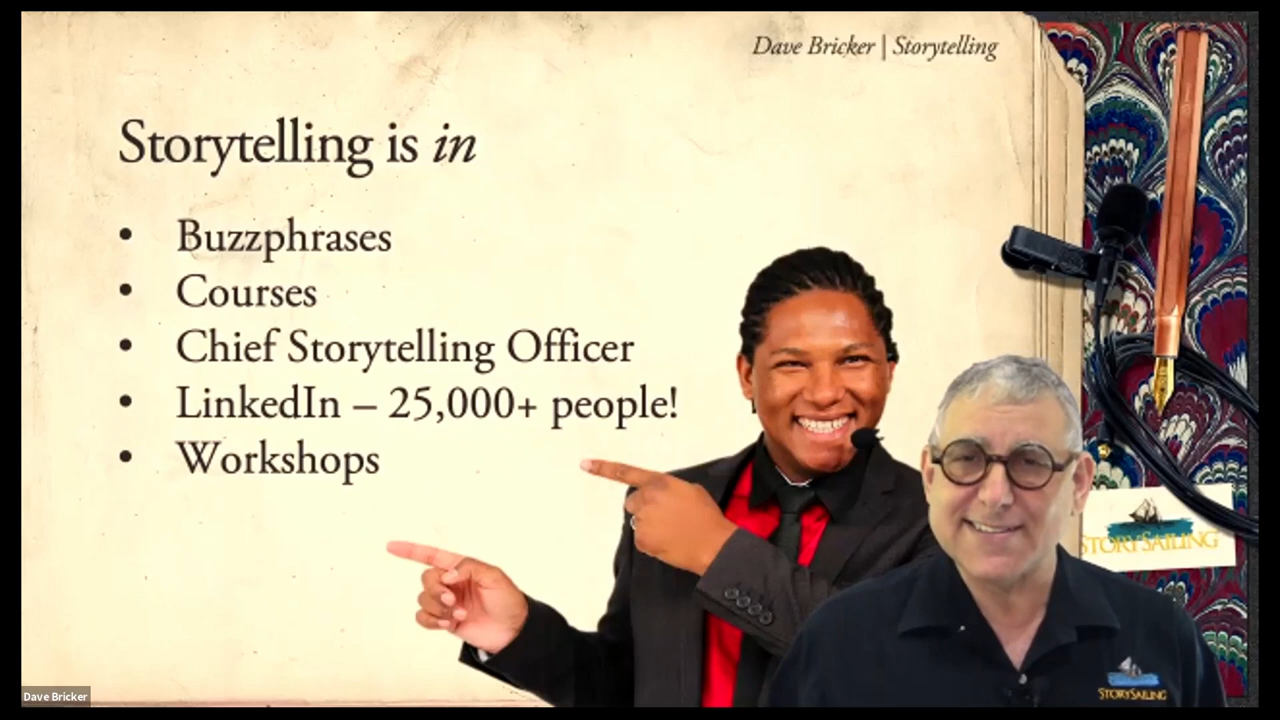 Dave Bricker | Storytelling
Storytelling is in
• Buzzphrases
• Courses
• Chief Storytelling Officer
• LinkedIn – 25,000+ people!
• Workshops
STORYSAILING
STORYSAILING
Dave Bricker